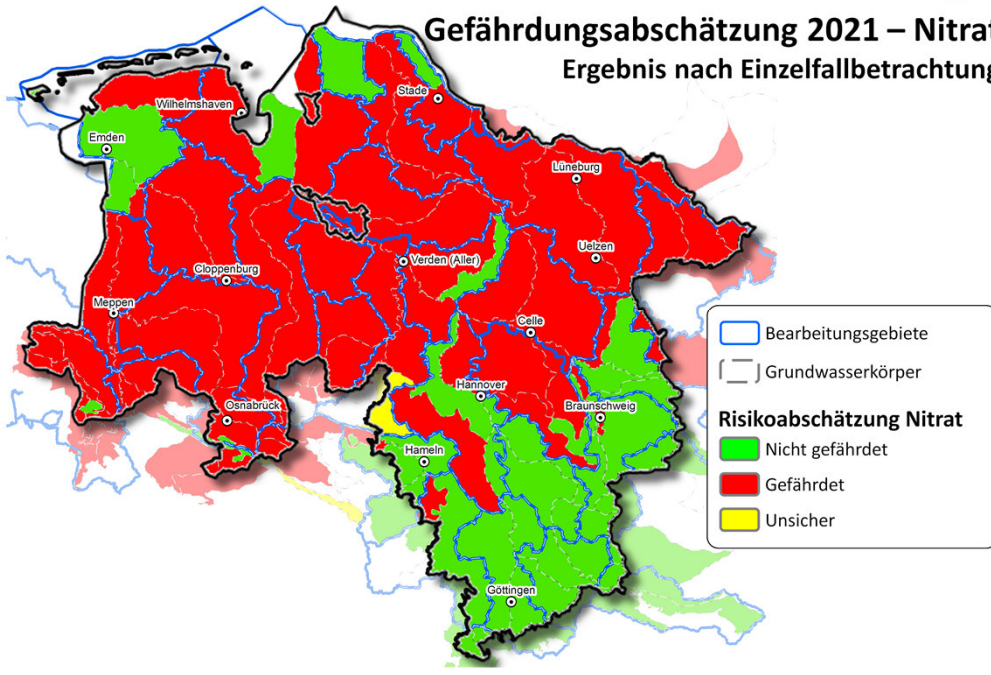 Gefährdungsabschätzung 2021 – Nitrat
Ergebnis nach Einzelfallbetrachtung
Wilhelmshaven
Stade
Emden
Lüneburg
Uelzen
Verden (Aller)
Cloppenburg
Meppen
Celle
Hannover
Osnabrück
Braunschweig
Hameln
Göttingen
Bearbeitungsgebiete
Grundwasserkörper
Risikoabschätzung Nitrat
Nicht gefährdet
Gefährdet
Unsicher